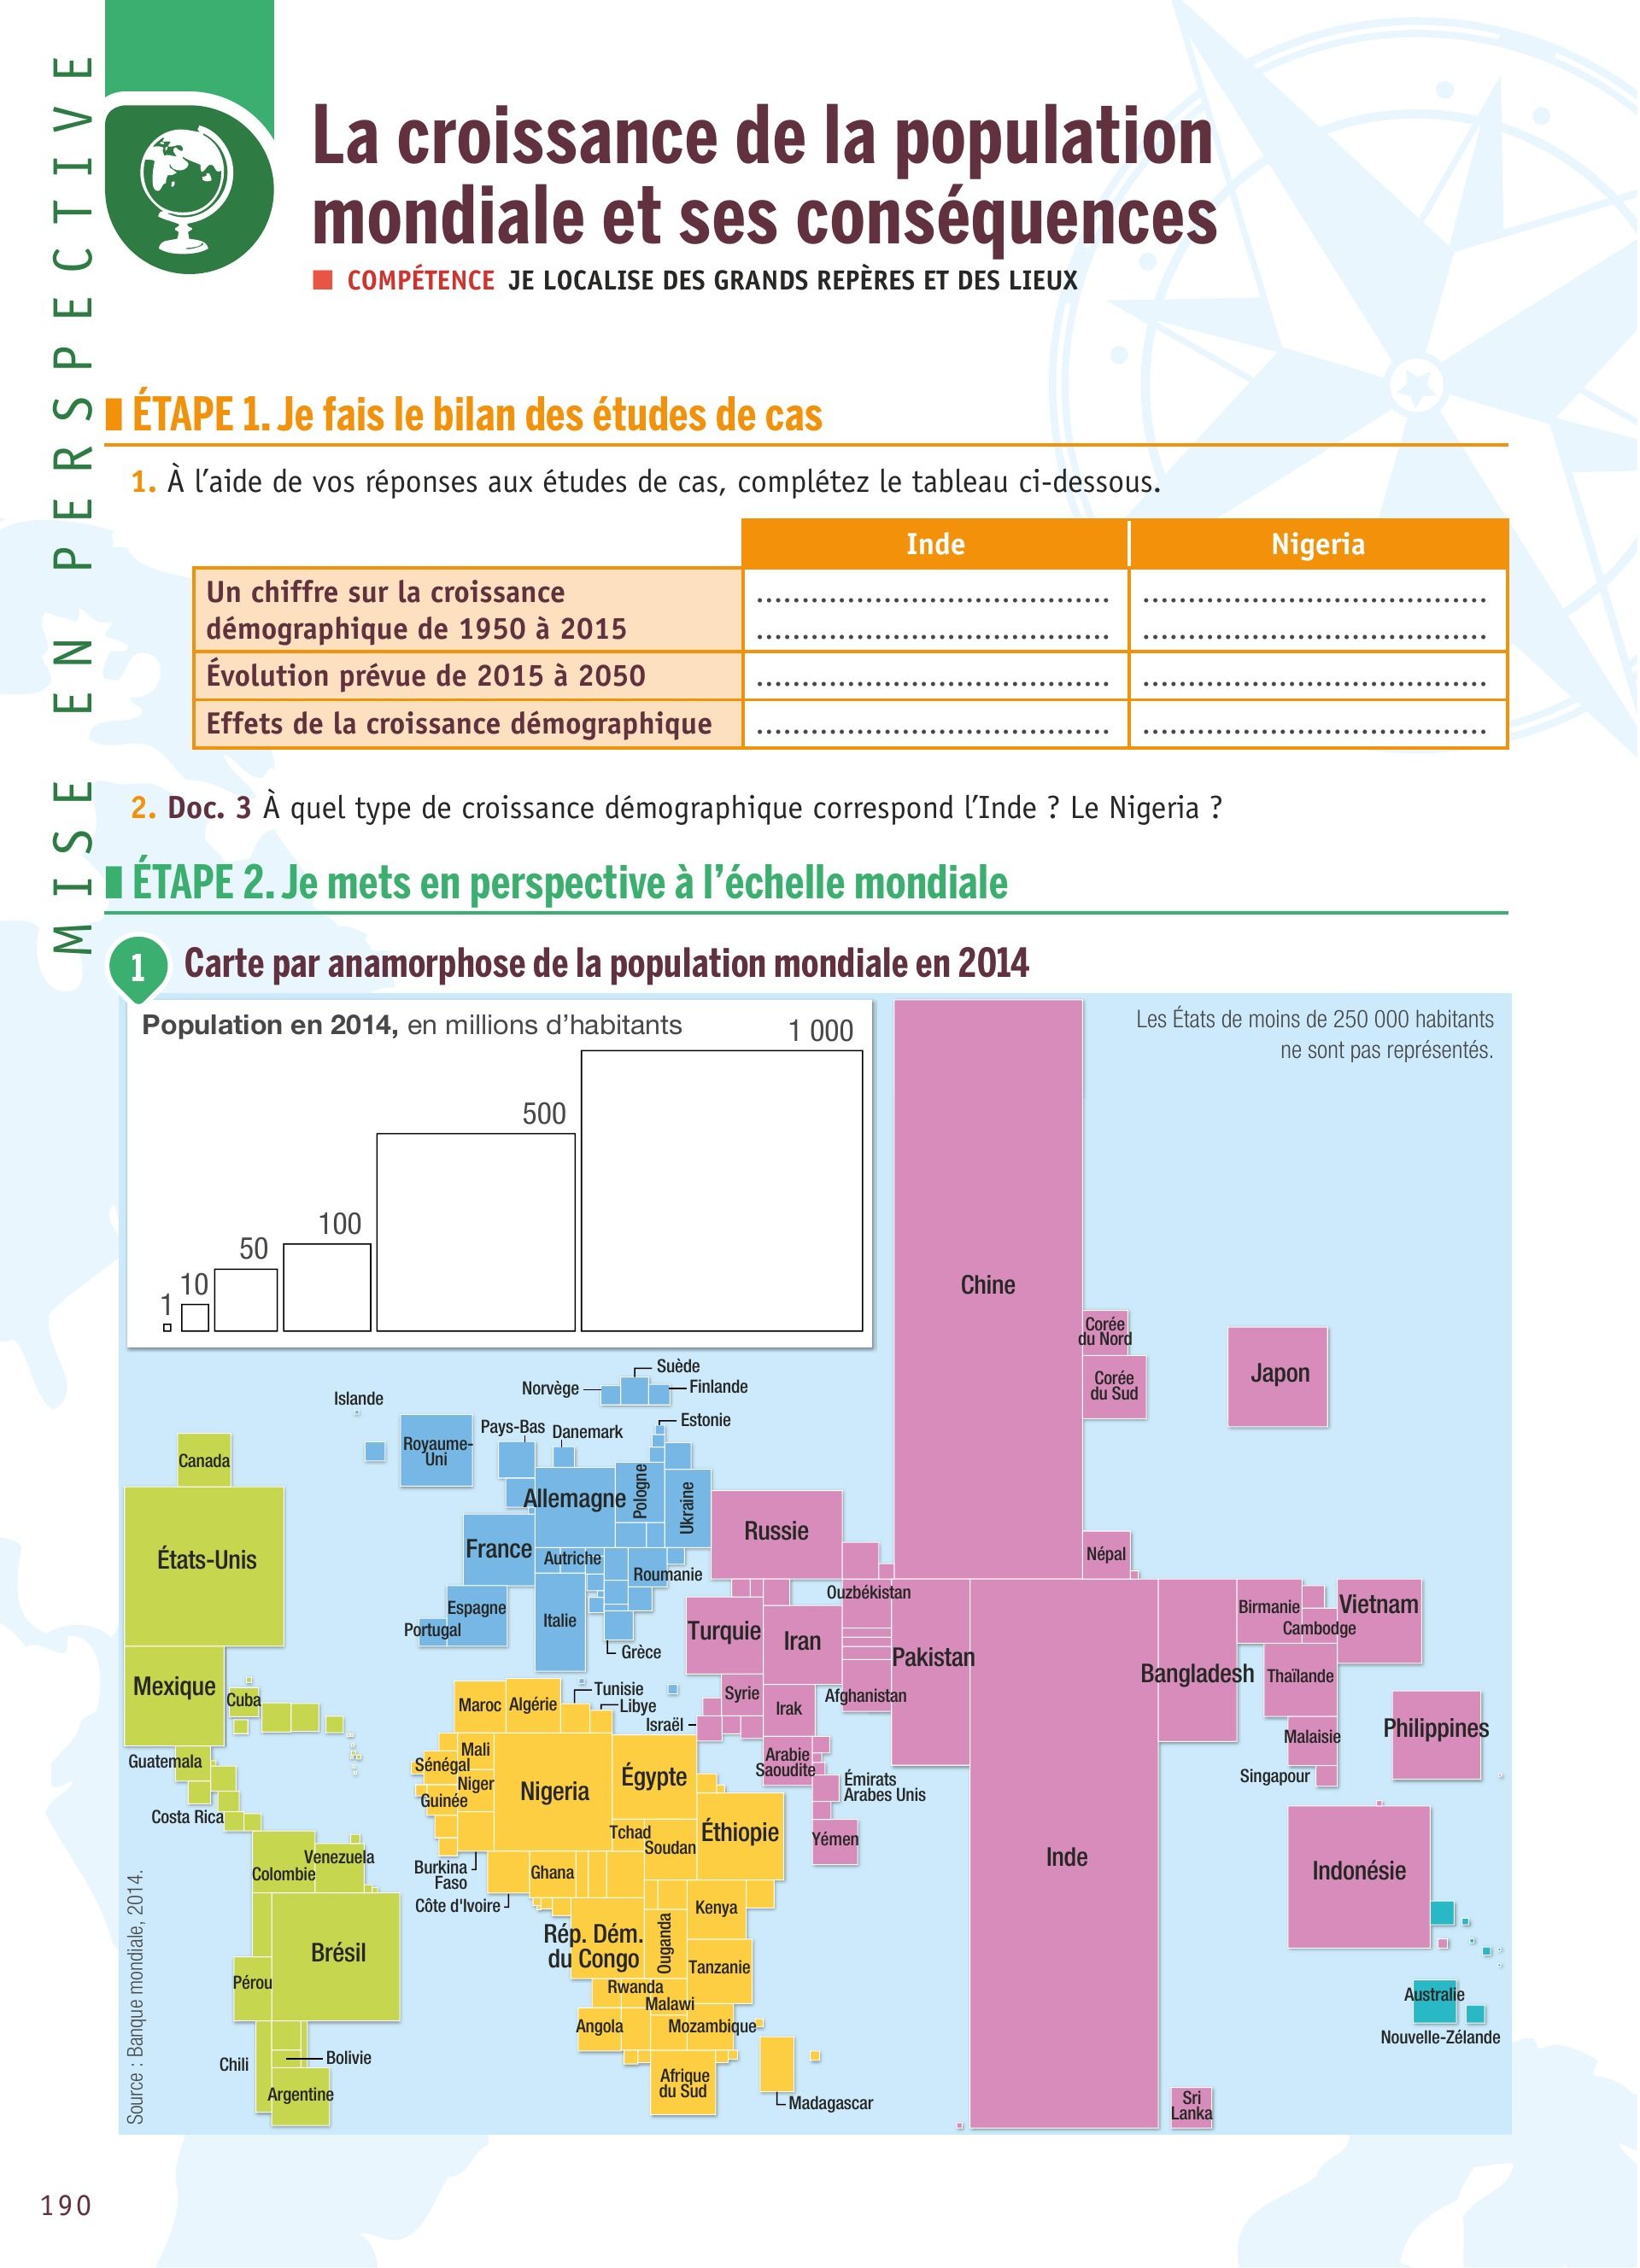 MISE EN PERSPECTIVE
La croissance de la population
mondiale et ses conséquences
COMPÉTENCE JE LOCALISE DES GRANDS REPÈRES ET DES LIEUX
ÉTAPE 1. Je fais le bilan des études de cas
1. À l'aide de vos réponses aux études de cas, complétez le tableau ci-dessous.
Inde
Nigeria
Un chiffre sur la croissance
démographique de 1950 à 2015
Évolution prévue de 2015 à 2050
Effets de la croissance démographique
2. Doc. 3 À quel type de croissance démographique correspond l'Inde ? Le Nigeria ?
ÉTAPE 2. Je mets en perspective à l'échelle mondiale
1 Carte par anamorphose de la population mondiale en 2014
Population en 2014, en millions d'habitants
1
10
50
100
500
1 000
Les États de moins de 250 000 habitants
ne sont pas représentés.
Chine
Corée
du Nord
Corée
du Sud
Japon
Suède
Norvège
Finlande
Islande
Estonie
Pays-Bas
Danemark
Royaume-
Uni
Canada
Allemagne
Pologne
Ukraine
Russie
États-Unis
France
Autriche
Roumanie
Népal
Ouzbékistan
Espagne
Portugal
Italie
Grèce
Turquie
Iran
Pakistan
Bangladesh
Birmanie
Cambodge
Vietnam
Thaïlande
Mexique
Cuba
Maroc
Algérie
Tunisie
Libye
Syrie
Israël
Irak
Afghanistan
Malaisie
Philippines
Singapour
Guatemala
Costa Rica
Mali
Sénégal
Niger
Guinée
Nigeria
Égypte
Arabie
Saoudite
Émirats
Arabes Unis
Yémen
Tchad
Soudan
Éthiopie
Venezuela
Colombie
Burkina
Faso
Ghana
Côte d'Ivoire
Inde
Indonésie
Brésil
Pérou
Rép. Dém.
du Congo
Ouganda
Kenya
Tanzanie
Rwanda
Malawi
Angola
Mozambique
Australie
Nouvelle-Zélande
Chili
Bolivie
Argentine
Afrique
du Sud
Madagascar
Sri
Lanka
Source : Banque mondiale, 2014.
190